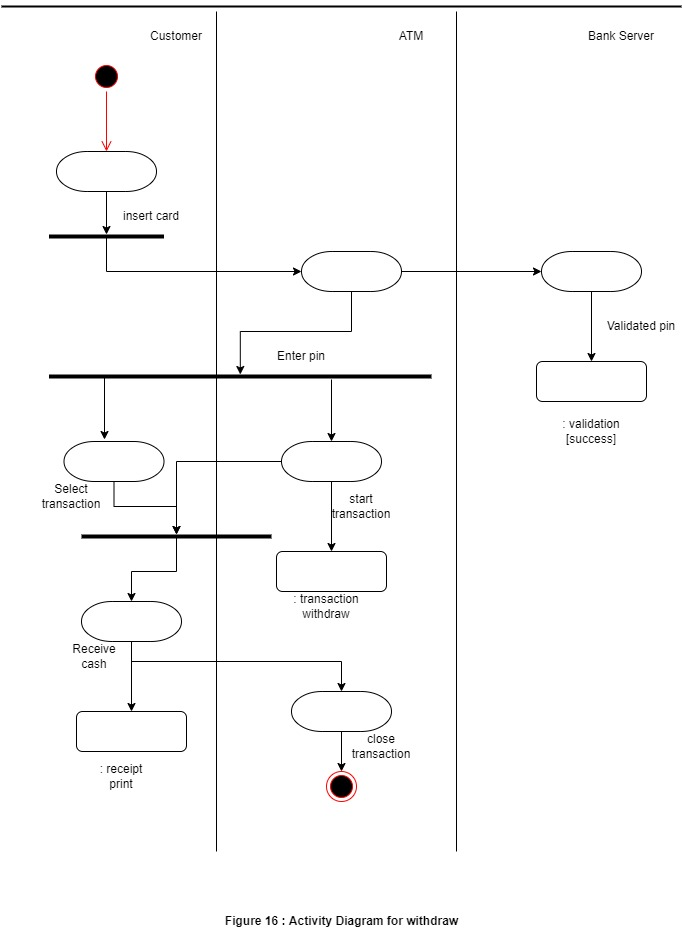 Customer
ATM
Bank Server
insert card
Validated pin
Enter pin
: validation
[success]
Select
transaction
start
transaction
: transaction
withdraw
Receive
cash
close
transaction
: receipt
print
Figure 16 : Activity Diagram for withdraw